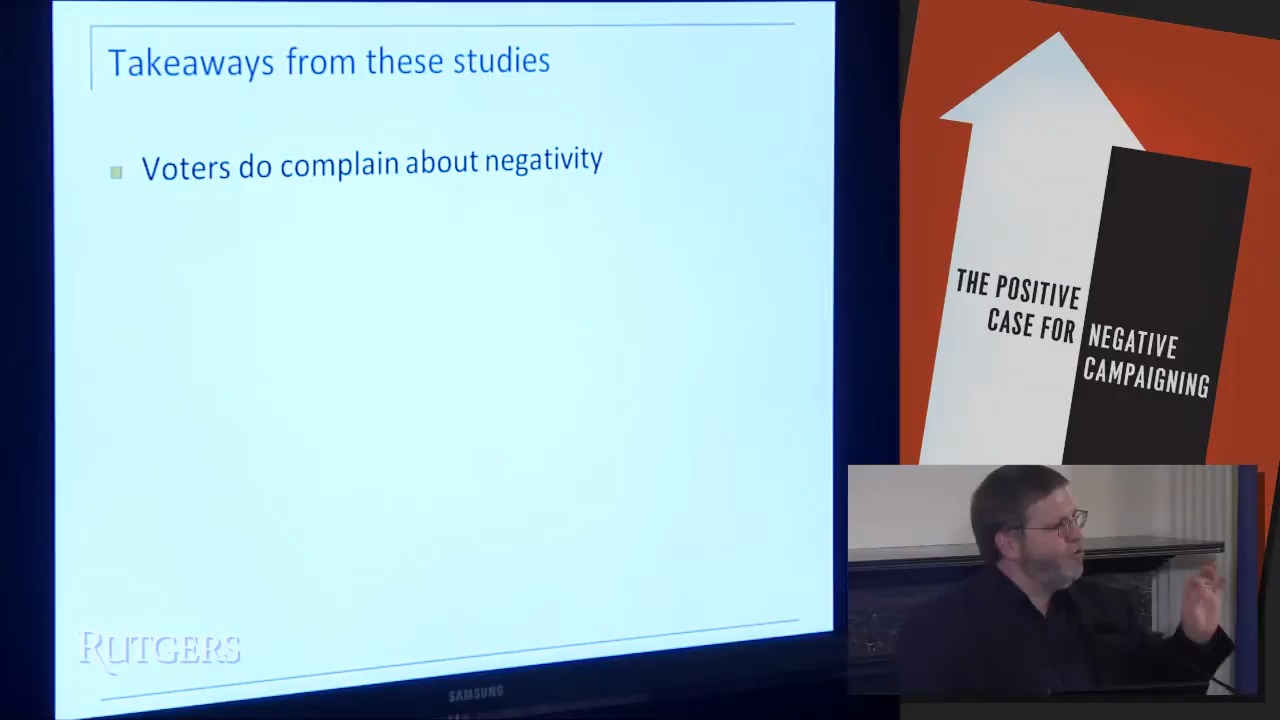 Takeaways from these studies
Voters do complain about negativity
RUTGERS
SAMSUNG
THE POSITIVE
CASE FOR
NEGATIVE
CAMPAIGNING